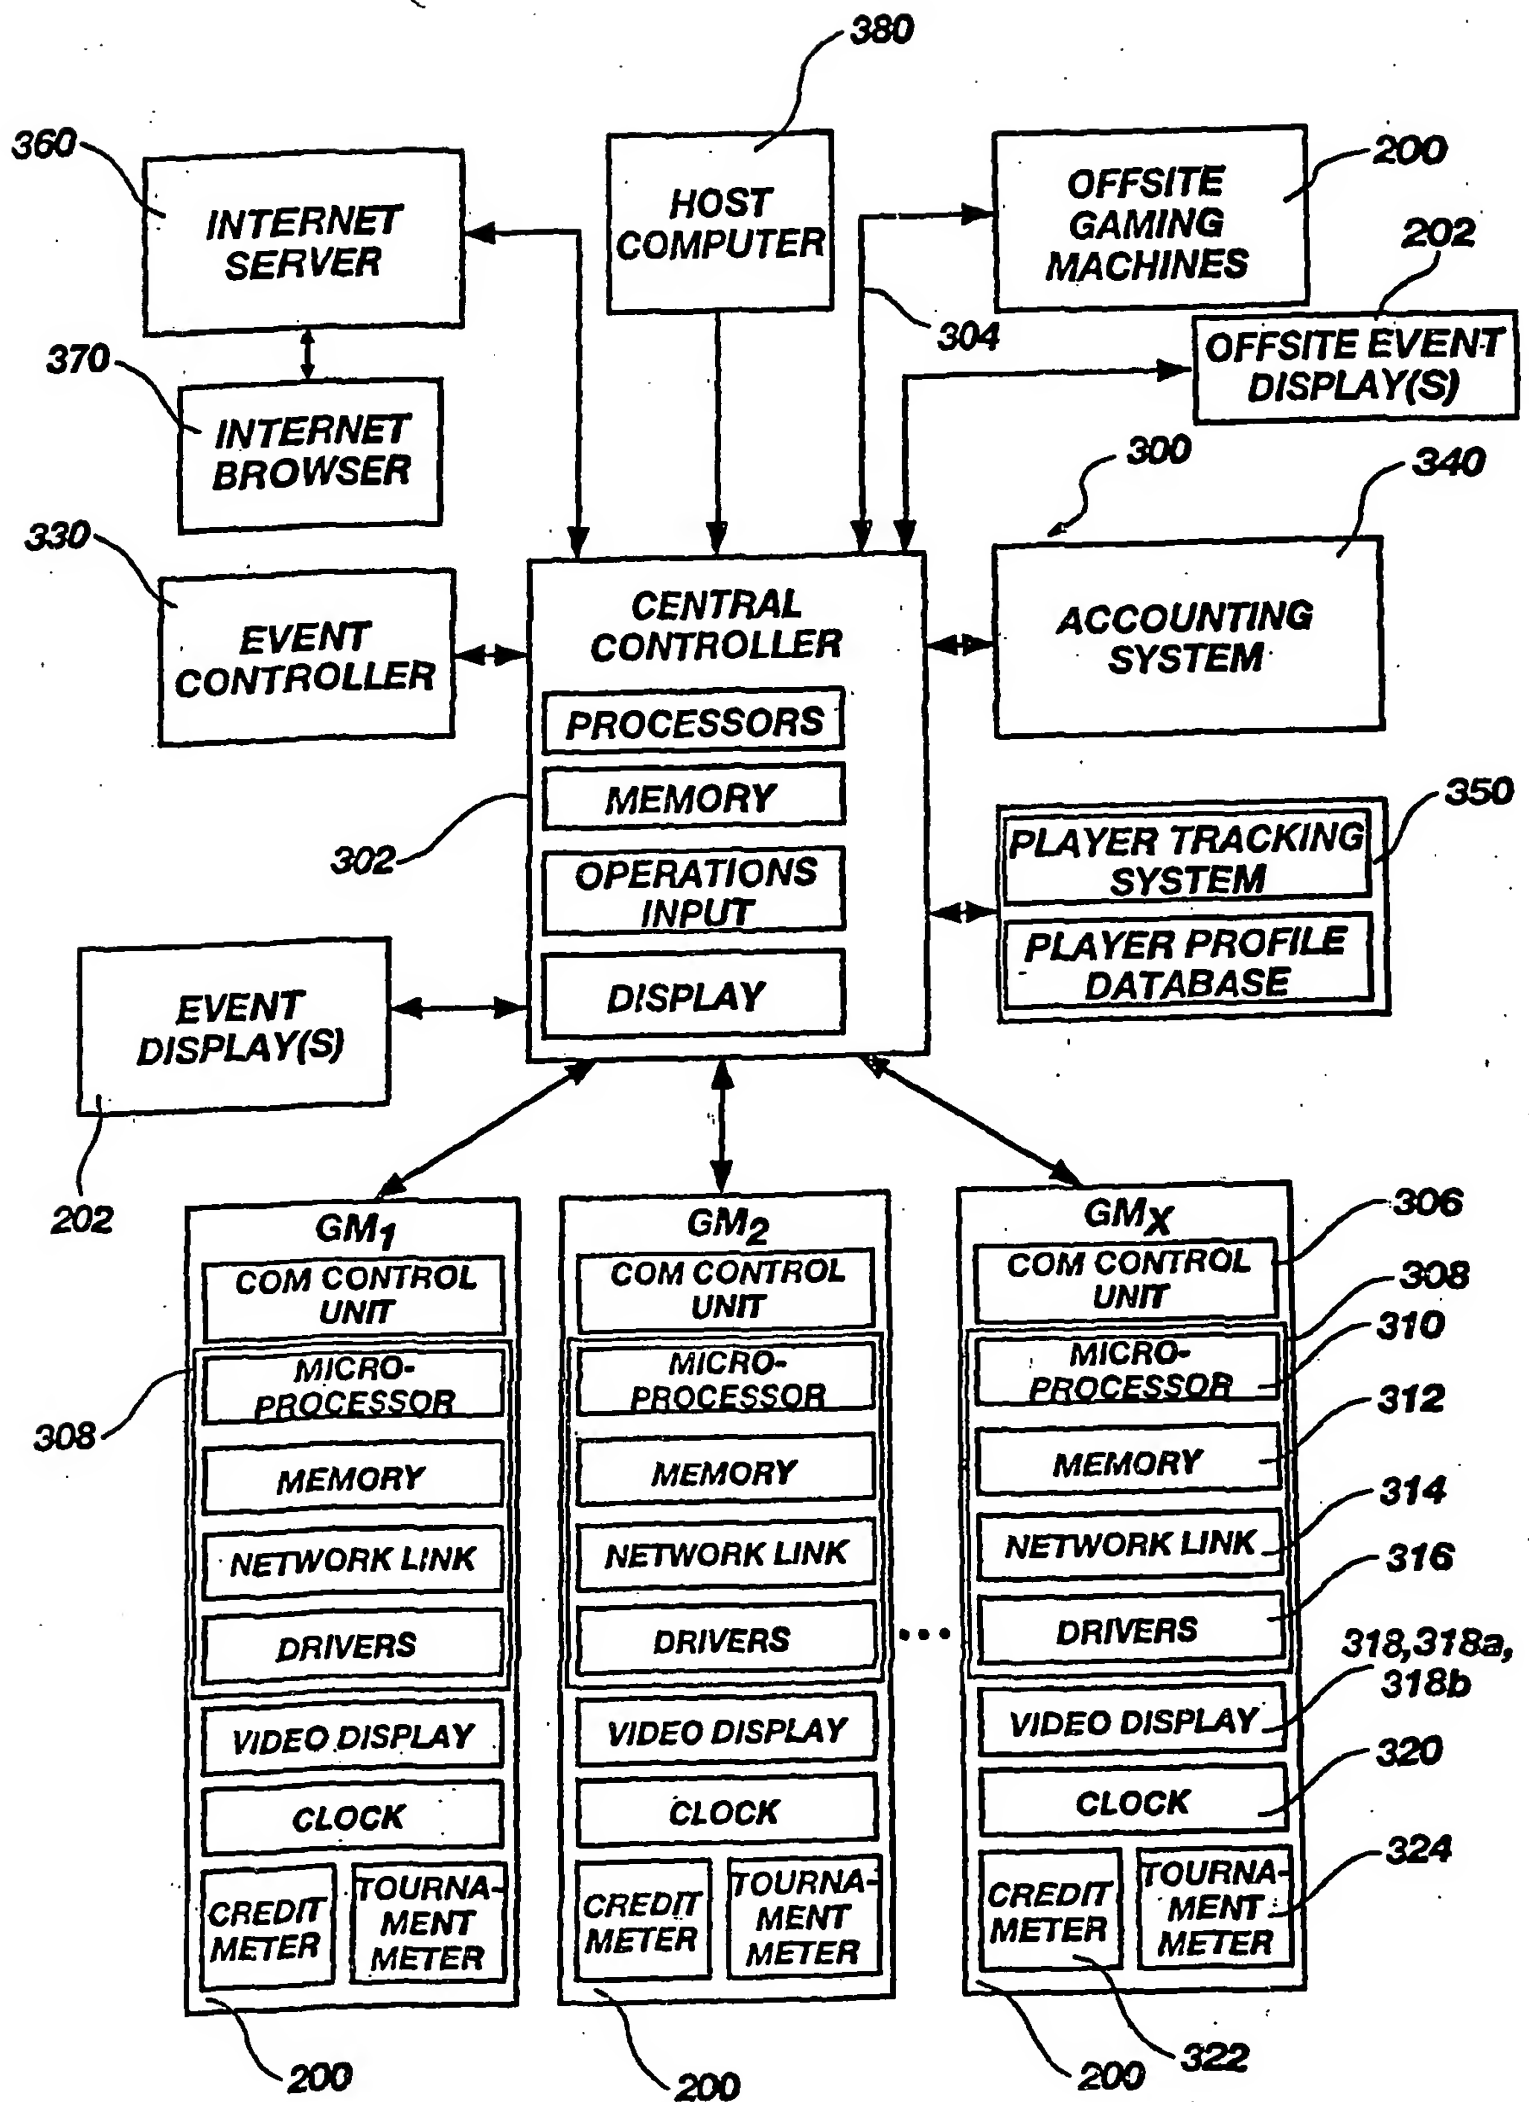 380
360
INTERNET
SERVER
HOST
COMPUTER
OFFSITE
GAMING
MACHINES
200
202
304
370
INTERNET
BROWSER
OFFSITE EVENT
DISPLAY(S)
300
340
330
EVENT
CONTROLLER
CENTRAL
CONTROLLER
PROCESSORS
MEMORY
OPERATIONS
INPUT
DISPLAY
302
ACCOUNTING
SYSTEM
350
PLAYER TRACKING
SYSTEM
PLAYER PROFILE
DATABASE
EVENT
DISPLAY(S)
202
GM1
COM CONTROL
UNIT
MICRO-
PROCESSOR
308
MEMORY
NETWORK LINK
DRIVERS
VIDEO DISPLAY
CLOCK
CREDIT
METER
TOURNA-
MENT
METER
200
GM2
COM CONTROL
UNIT
MICRO-
PROCESSOR
MEMORY
NETWORK LINK
DRIVERS
VIDEO DISPLAY
CLOCK
CREDIT
METER
TOURNA-
MENT
METER
200
•••
GMX
COM CONTROL
UNIT
MICRO-
PROCESSOR
MEMORY
NETWORK LINK
DRIVERS
VIDEO DISPLAY
CLOCK
CREDIT
METER
TOURNA-
MENT
METER
306
308
310
312
314
316
318,318a,
318b
320
324
322
200